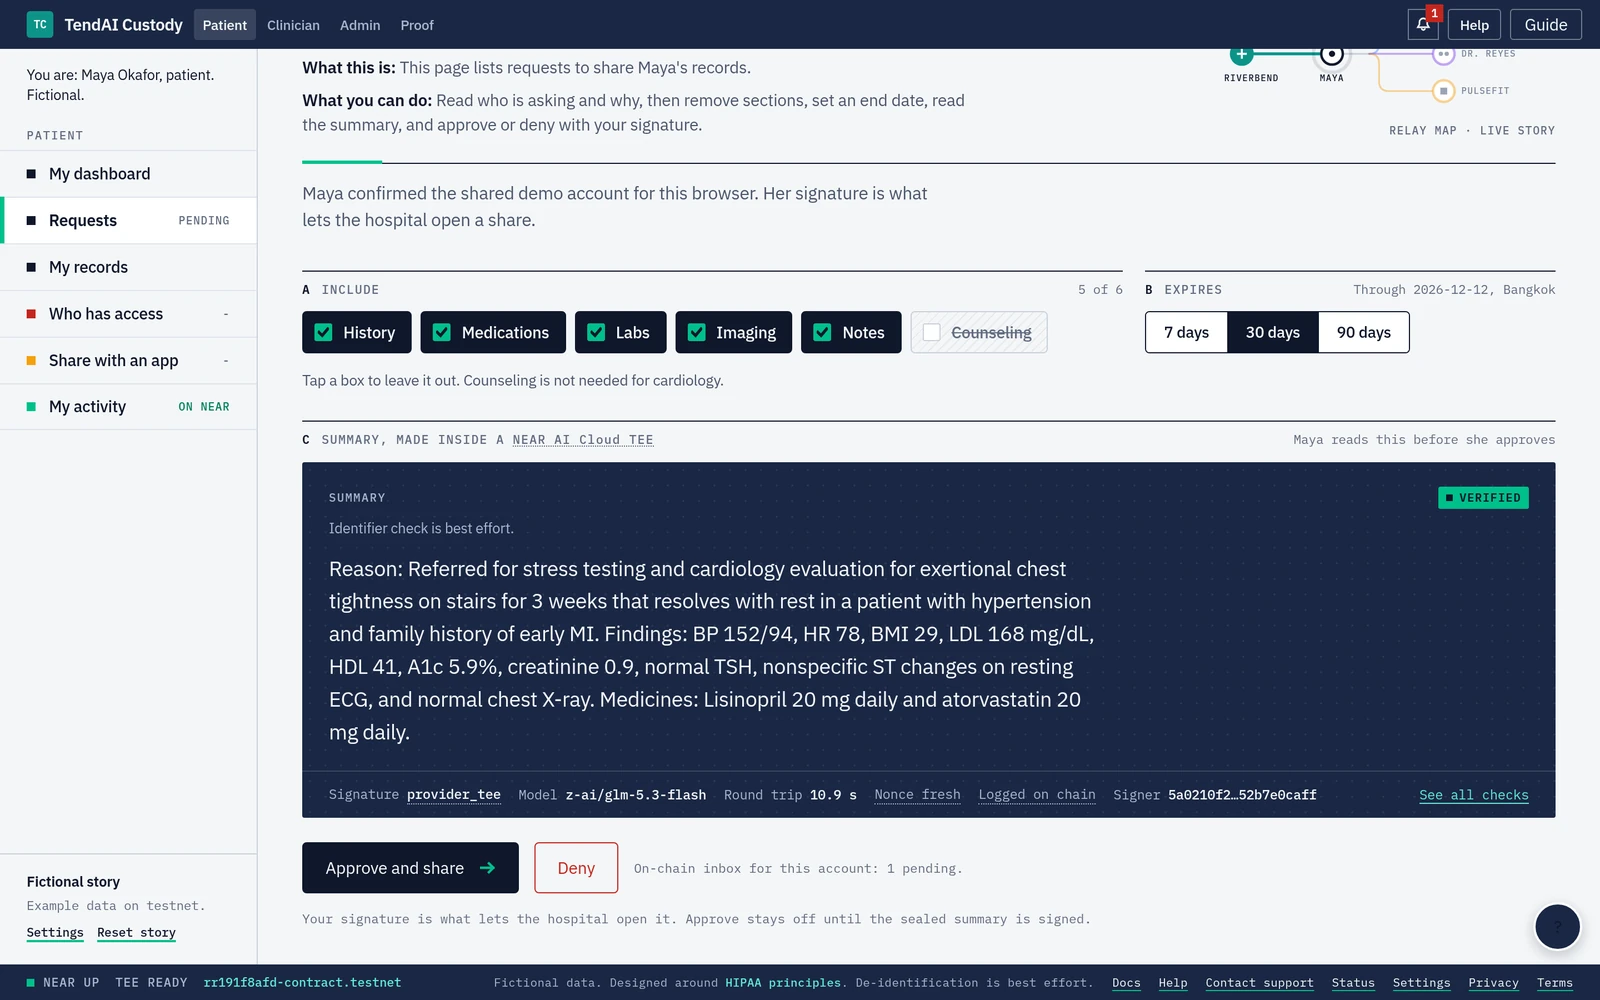 TC TendAI Custody Patient Clinician Admin Proof 1 Help Guide
You are: Maya Okafor, patient.
Fictional.
PATIENT
My dashboard
Requests PENDING
My records
Who has access -
Share with an app -
My activity ON NEAR
Fictional story
Example data on testnet.
Settings Reset story
What this is: This page lists requests to share Maya's records.
What you can do: Read who is asking and why, then remove sections, set an end date, read
the summary, and approve or deny with your signature.
RIVERBEND MAYA DR. REYES
PULSEFIT
RELAY MAP · LIVE STORY
Maya confirmed the shared demo account for this browser. Her signature is what
lets the hospital open a share.
A INCLUDE 5 of 6
History Medications Labs Imaging Notes Counseling
Tap a box to leave it out. Counseling is not needed for cardiology.
B EXPIRES Through 2026-12-12, Bangkok
7 days 30 days 90 days
C SUMMARY, MADE INSIDE A NEAR AI Cloud TEE Maya reads this before she approves
SUMMARY VERIFIED
Identifier check is best effort.
Reason: Referred for stress testing and cardiology evaluation for exertional chest
tightness on stairs for 3 weeks that resolves with rest in a patient with hypertension
and family history of early MI. Findings: BP 152/94, HR 78, BMI 29, LDL 168 mg/dL,
HDL 41, A1c 5.9%, creatinine 0.9, normal TSH, nonspecific ST changes on resting
ECG, and normal chest X-ray. Medicines: Lisinopril 20 mg daily and atorvastatin 20
mg daily.
Signature provider_tee Model z-ai/glm-5.3-flash Round trip 10.9 s Nonce fresh Logged on chain Signer 5a0210f2…52b7e0caff See all checks
Approve and share → Deny On-chain inbox for this account: 1 pending.
Your signature is what lets the hospital open it. Approve stays off until the sealed summary is signed.
?
NEAR UP TEE READY rr191f8afd-contract.testnet Fictional data. Designed around HIPAA principles. De-identification is best effort. Docs Help Contact support Status Settings Privacy Terms